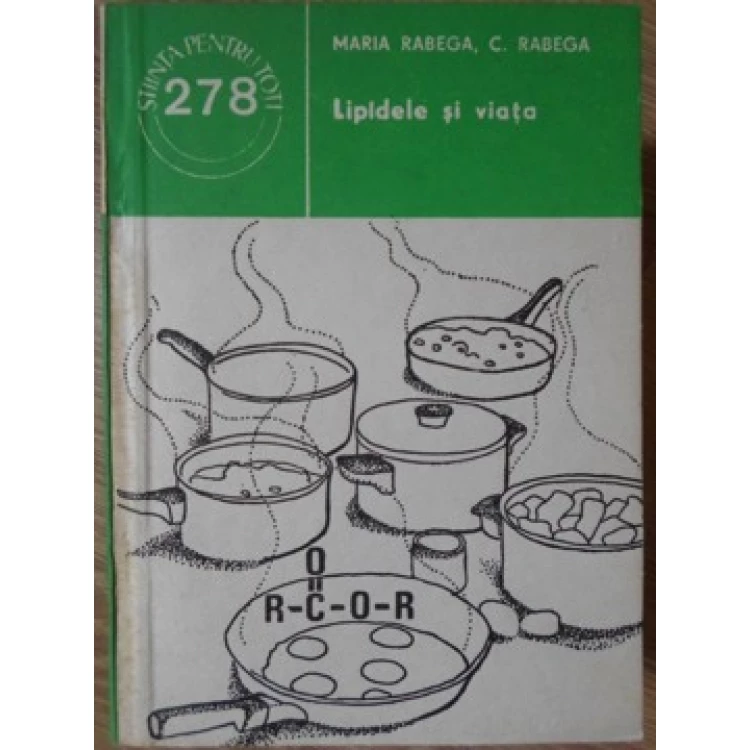 ȘTIINȚA PENTRU TOȚI
278
MARIA RABEGA, C. RABEGA
Lipidele și viața
O
R-C-O-R